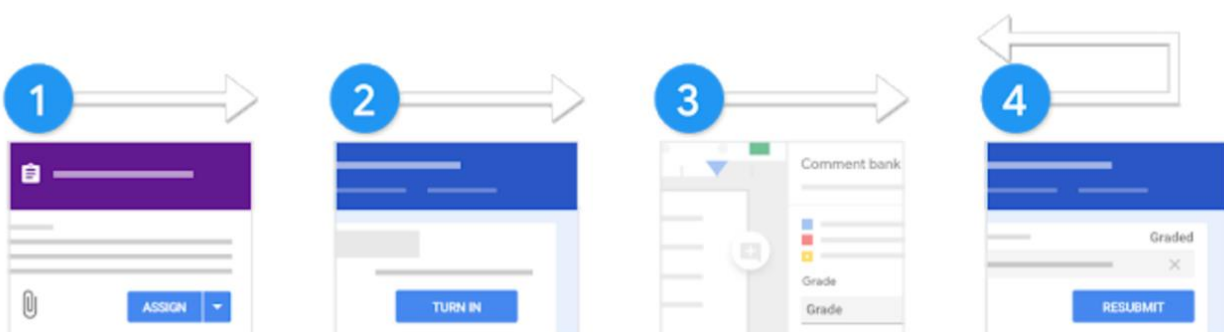 1
2
3
4
ASSIGN
TURN IN
Comment bank
Grade
Grade
Graded
RESUBMIT